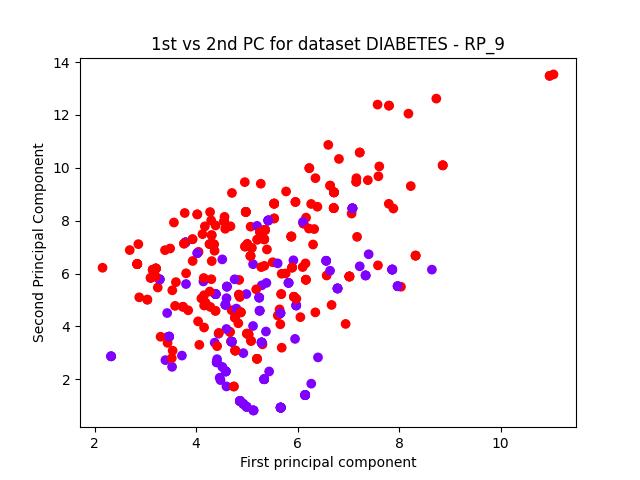 1st vs 2nd PC for dataset DIABETES - RP_9
Second Principal Component
14
12
10
8
6
4
2
2 4 6 8 10
First principal component